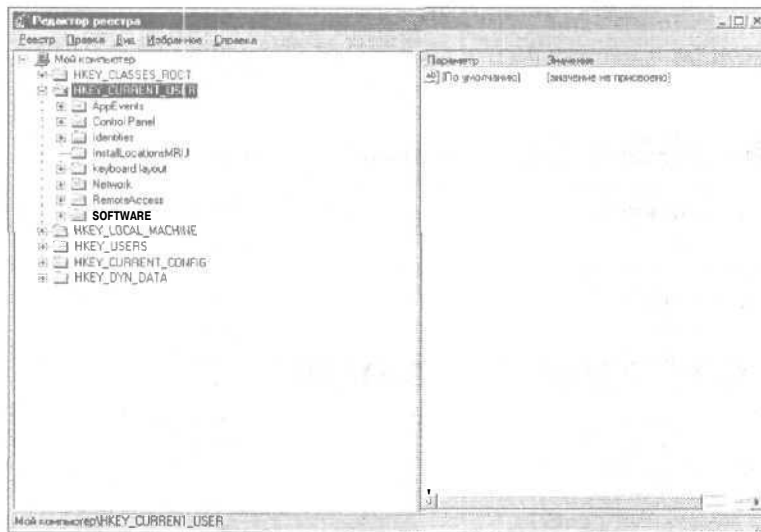 Редактор реестра
Реестр Правка Вид Избранное Справка
Мой компьютер
HKEY_CLASSES_ROOT
HKEY_CURRENT_USER
AppEvents
Control Panel
Identities
InstallLocationsMRU
keyboard layout
Network
RemoteAccess
SOFTWARE
HKEY_LOCAL_MACHINE
HKEY_USERS
HKEY_CURRENT_CONFIG
HKEY_DYN_DATA
Параметр Значение
ab] (По умолчанию) (значение не присвоено)
Мой компьютер\HKEY_CURRENT_USER